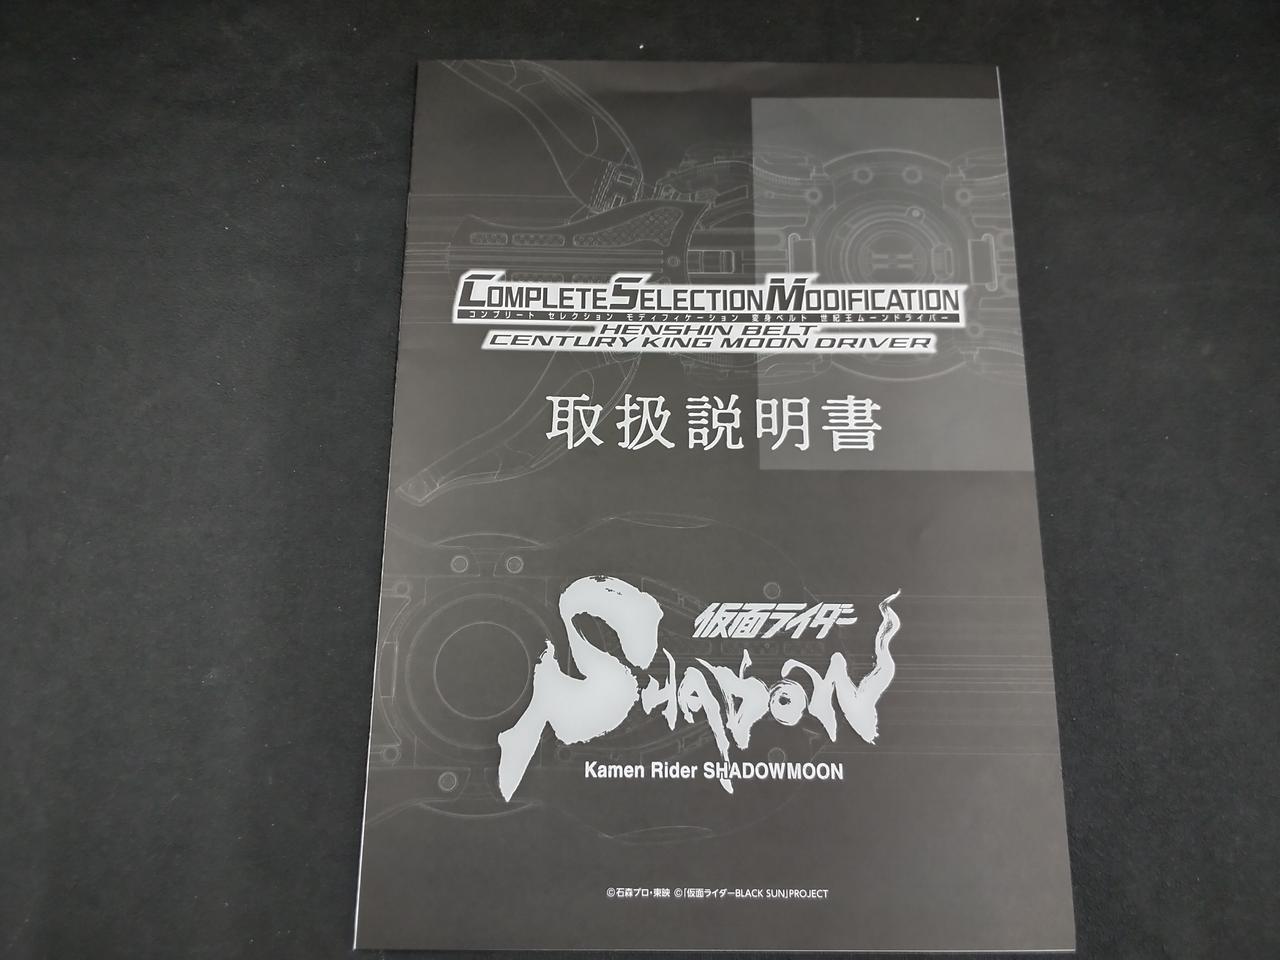 COMPLETE SELECTION MODIFICATION
コンプリート セレクション モディフィケーション 変身ベルト 世紀王ムーンドライバー
HENSHIN BELT
CENTURY KING MOON DRIVER
取扱説明書
仮面ライダー
SHADOW
Kamen Rider SHADOWMOON
©石森プロ・東映 ©「仮面ライダーBLACK SUN」PROJECT